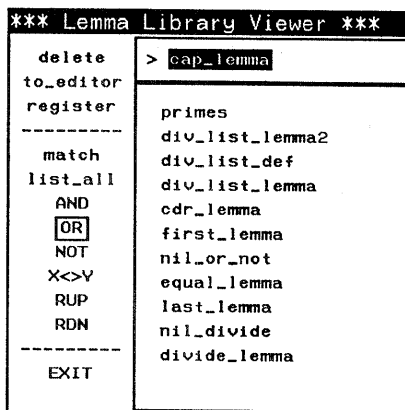 *** Lemma Library Viewer ***
delete
to_editor
register
---------
match
list_all
AND
OR
NOT
X<>Y
RUP
RDN
---------
EXIT
> cap_lemma
primes
div_list_lemma2
div_list_def
div_list_lemma
cdr_lemma
first_lemma
nil_or_not
equal_lemma
last_lemma
nil_divide
divide_lemma